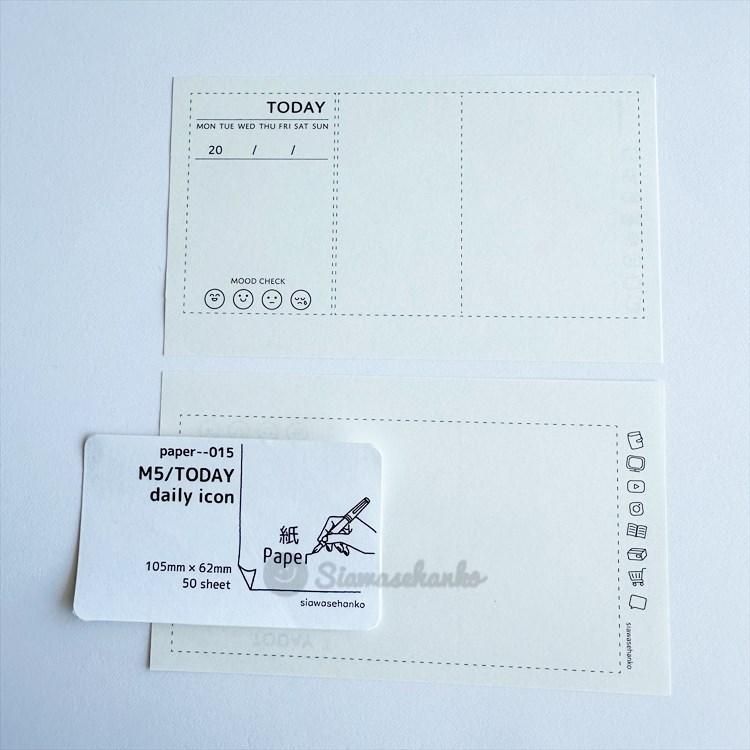 TODAY
MON TUE WED THU FRI SAT SUN
20 / /
MOOD CHECK
paper--015
M5/TODAY
daily icon
紙
Paper
105mm × 62mm
50 sheet
siawasehanko
Siawasehanko
siawasehanko
TODAY